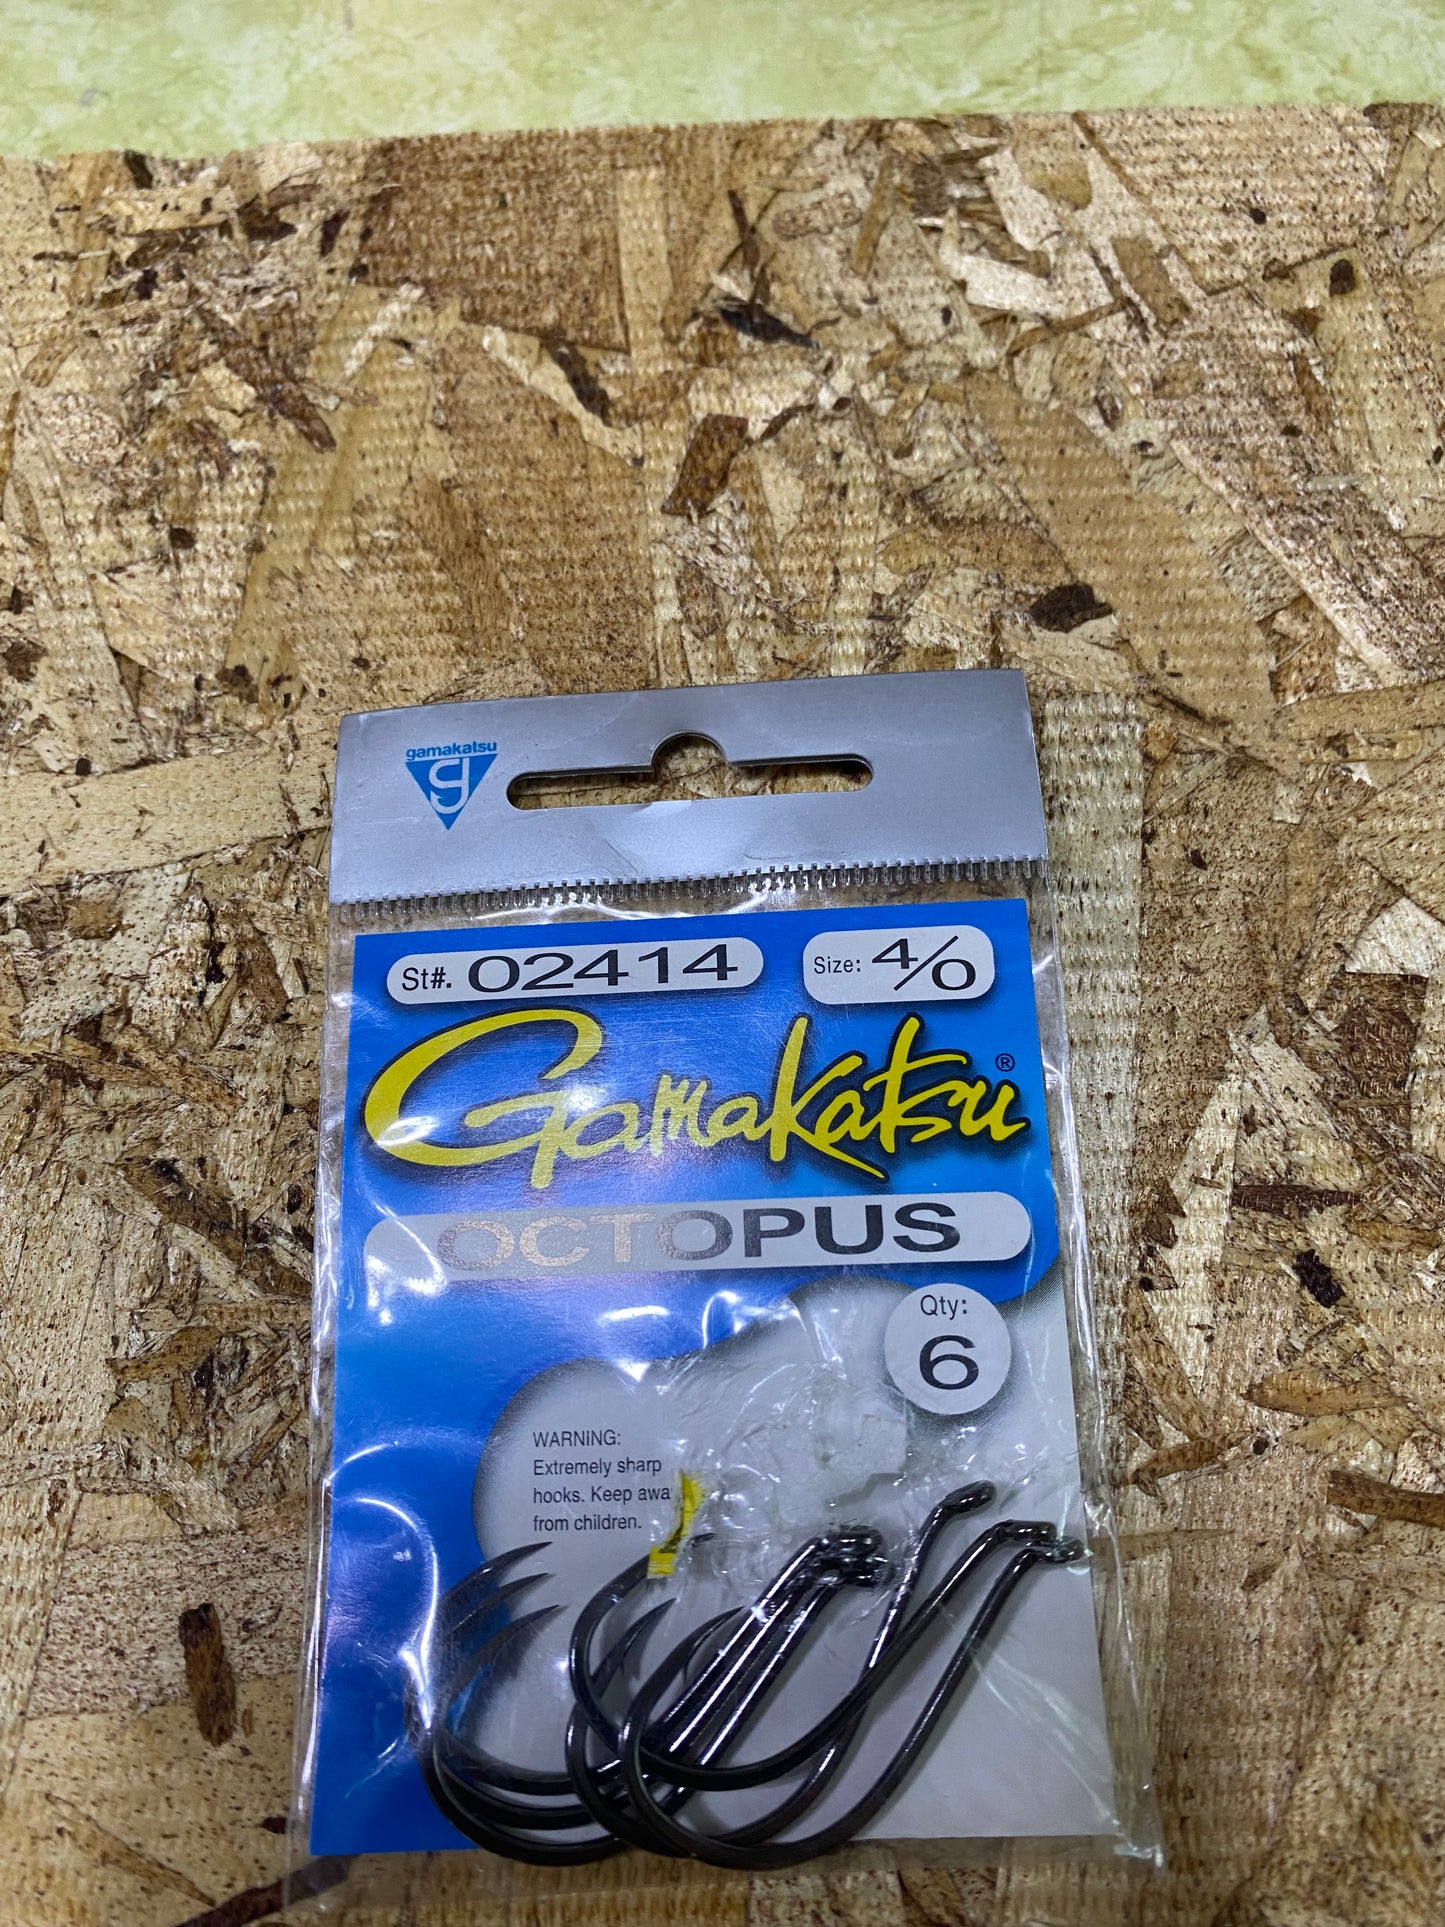 gamakatsu
g
St#. 02414
Size: 4/0
Gamakatsu®
OCTOPUS
Qty:
6
WARNING:
Extremely sharp
hooks. Keep awa
from children.